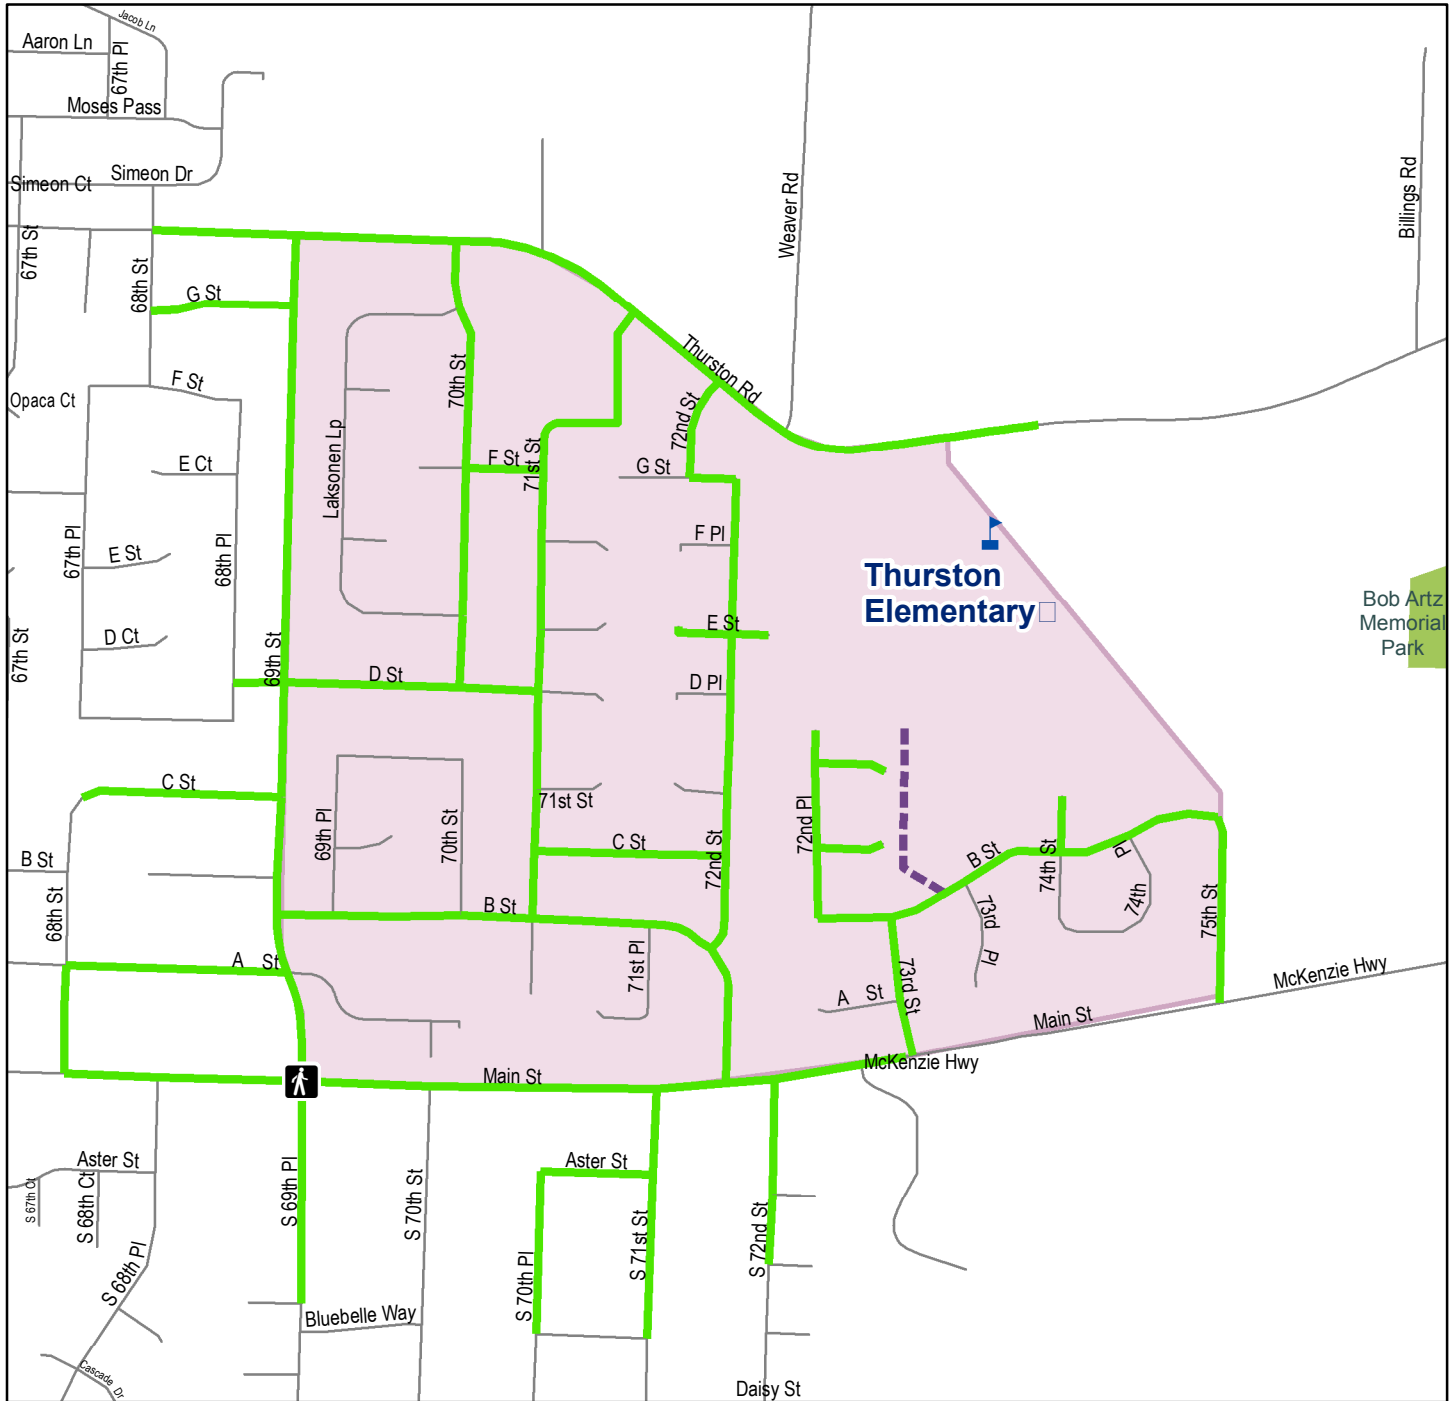 Jacob Ln
Aaron Ln
67th Pl
Moses Pass
Simeon Ct
Simeon Dr
Weaver Rd
Billings Rd
67th St
68th St
G St
Thurston Rd
F St
70th St
72nd St
Opaca Ct
Laksonen Lp
F St
71st St
G St
E Ct
F Pl
67th Pl
E St
68th Pl
Thurston
Elementary
Bob Artz
Memorial
Park
E St
D Ct
67th St
69th St
D St
D Pl
C St
71st St
72nd Pl
69th Pl
70th St
C St
72nd St
B St
74th St
Pl
74th
B St
68th St
B St
73rd
Pl
75th St
A St
71st Pl
73rd St
A St
McKenzie Hwy
Main St
McKenzie Hwy
Main St
Aster St
S 67th Ct
S 68th Ct
S 69th Pl
S 70th St
Aster St
S 71st St
S 72nd St
S 68th Pl
S 70th Pl
Bluebelle Way
Cascade Dr
Daisy St